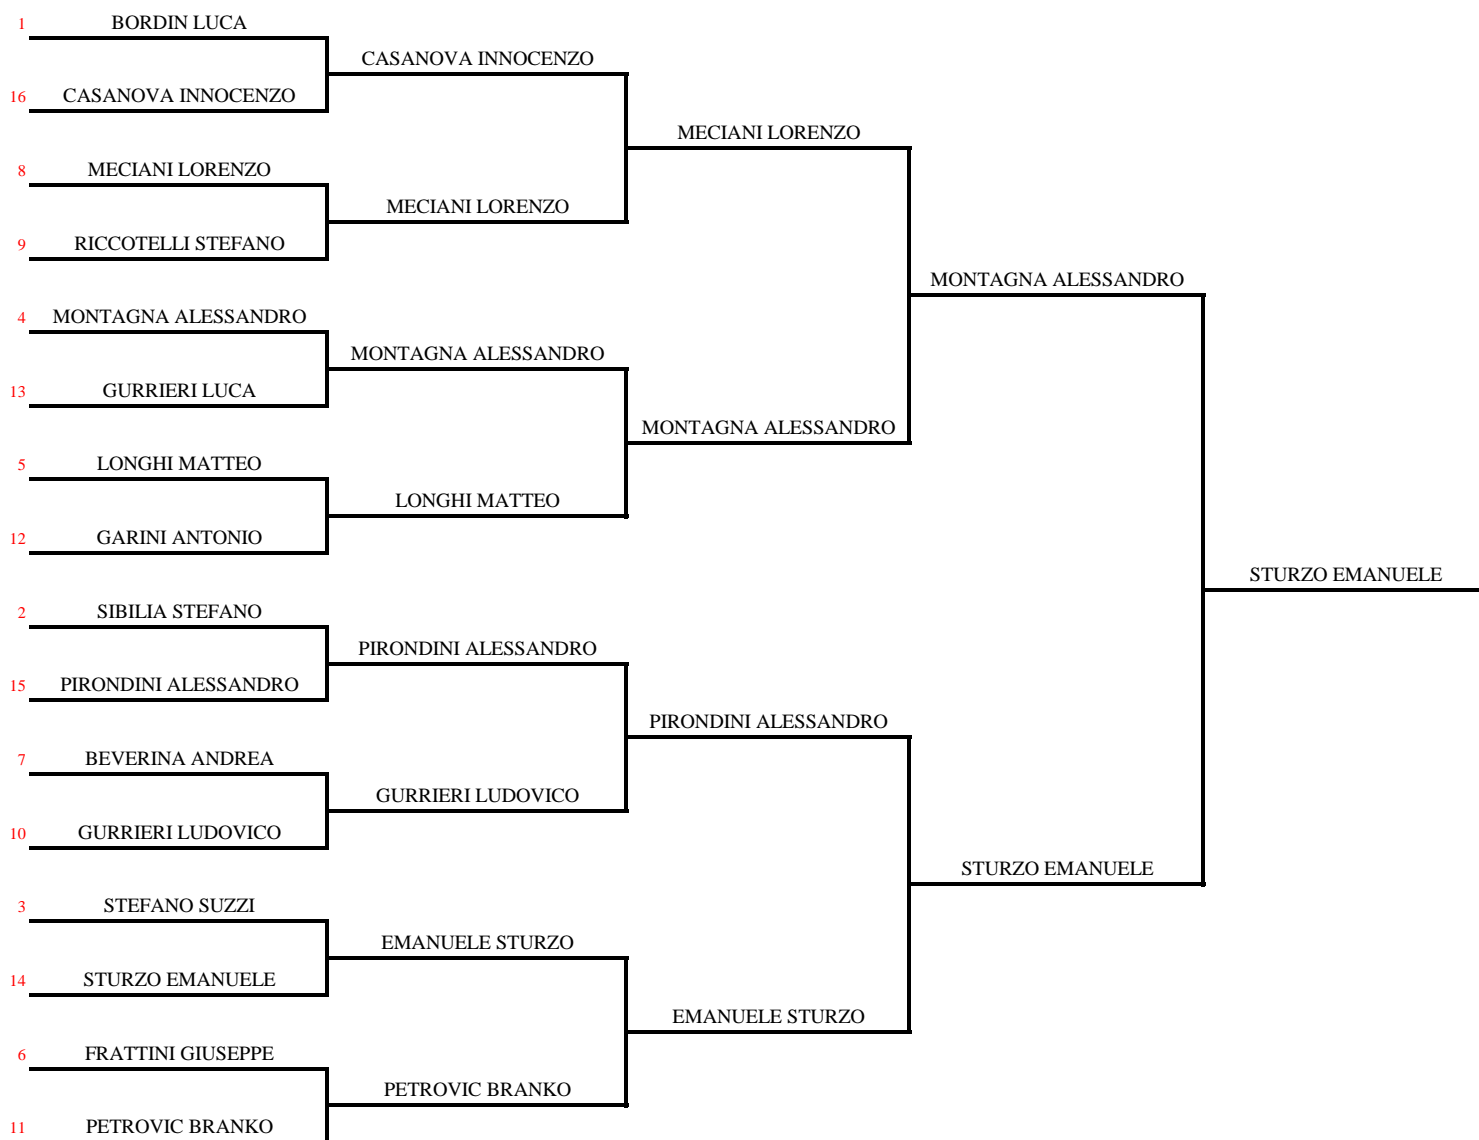 1 BORDIN LUCA
CASANOVA INNOCENZO
16 CASANOVA INNOCENZO
MECIANI LORENZO
8 MECIANI LORENZO
MECIANI LORENZO
9 RICCOTELLI STEFANO
MONTAGNA ALESSANDRO
4 MONTAGNA ALESSANDRO
MONTAGNA ALESSANDRO
13 GURRIERI LUCA
MONTAGNA ALESSANDRO
5 LONGHI MATTEO
LONGHI MATTEO
12 GARINI ANTONIO
STURZO EMANUELE
2 SIBILIA STEFANO
PIRONDINI ALESSANDRO
15 PIRONDINI ALESSANDRO
PIRONDINI ALESSANDRO
7 BEVERINA ANDREA
GURRIERI LUDOVICO
10 GURRIERI LUDOVICO
STURZO EMANUELE
3 STEFANO SUZZI
EMANUELE STURZO
14 STURZO EMANUELE
EMANUELE STURZO
6 FRATTINI GIUSEPPE
PETROVIC BRANKO
11 PETROVIC BRANKO